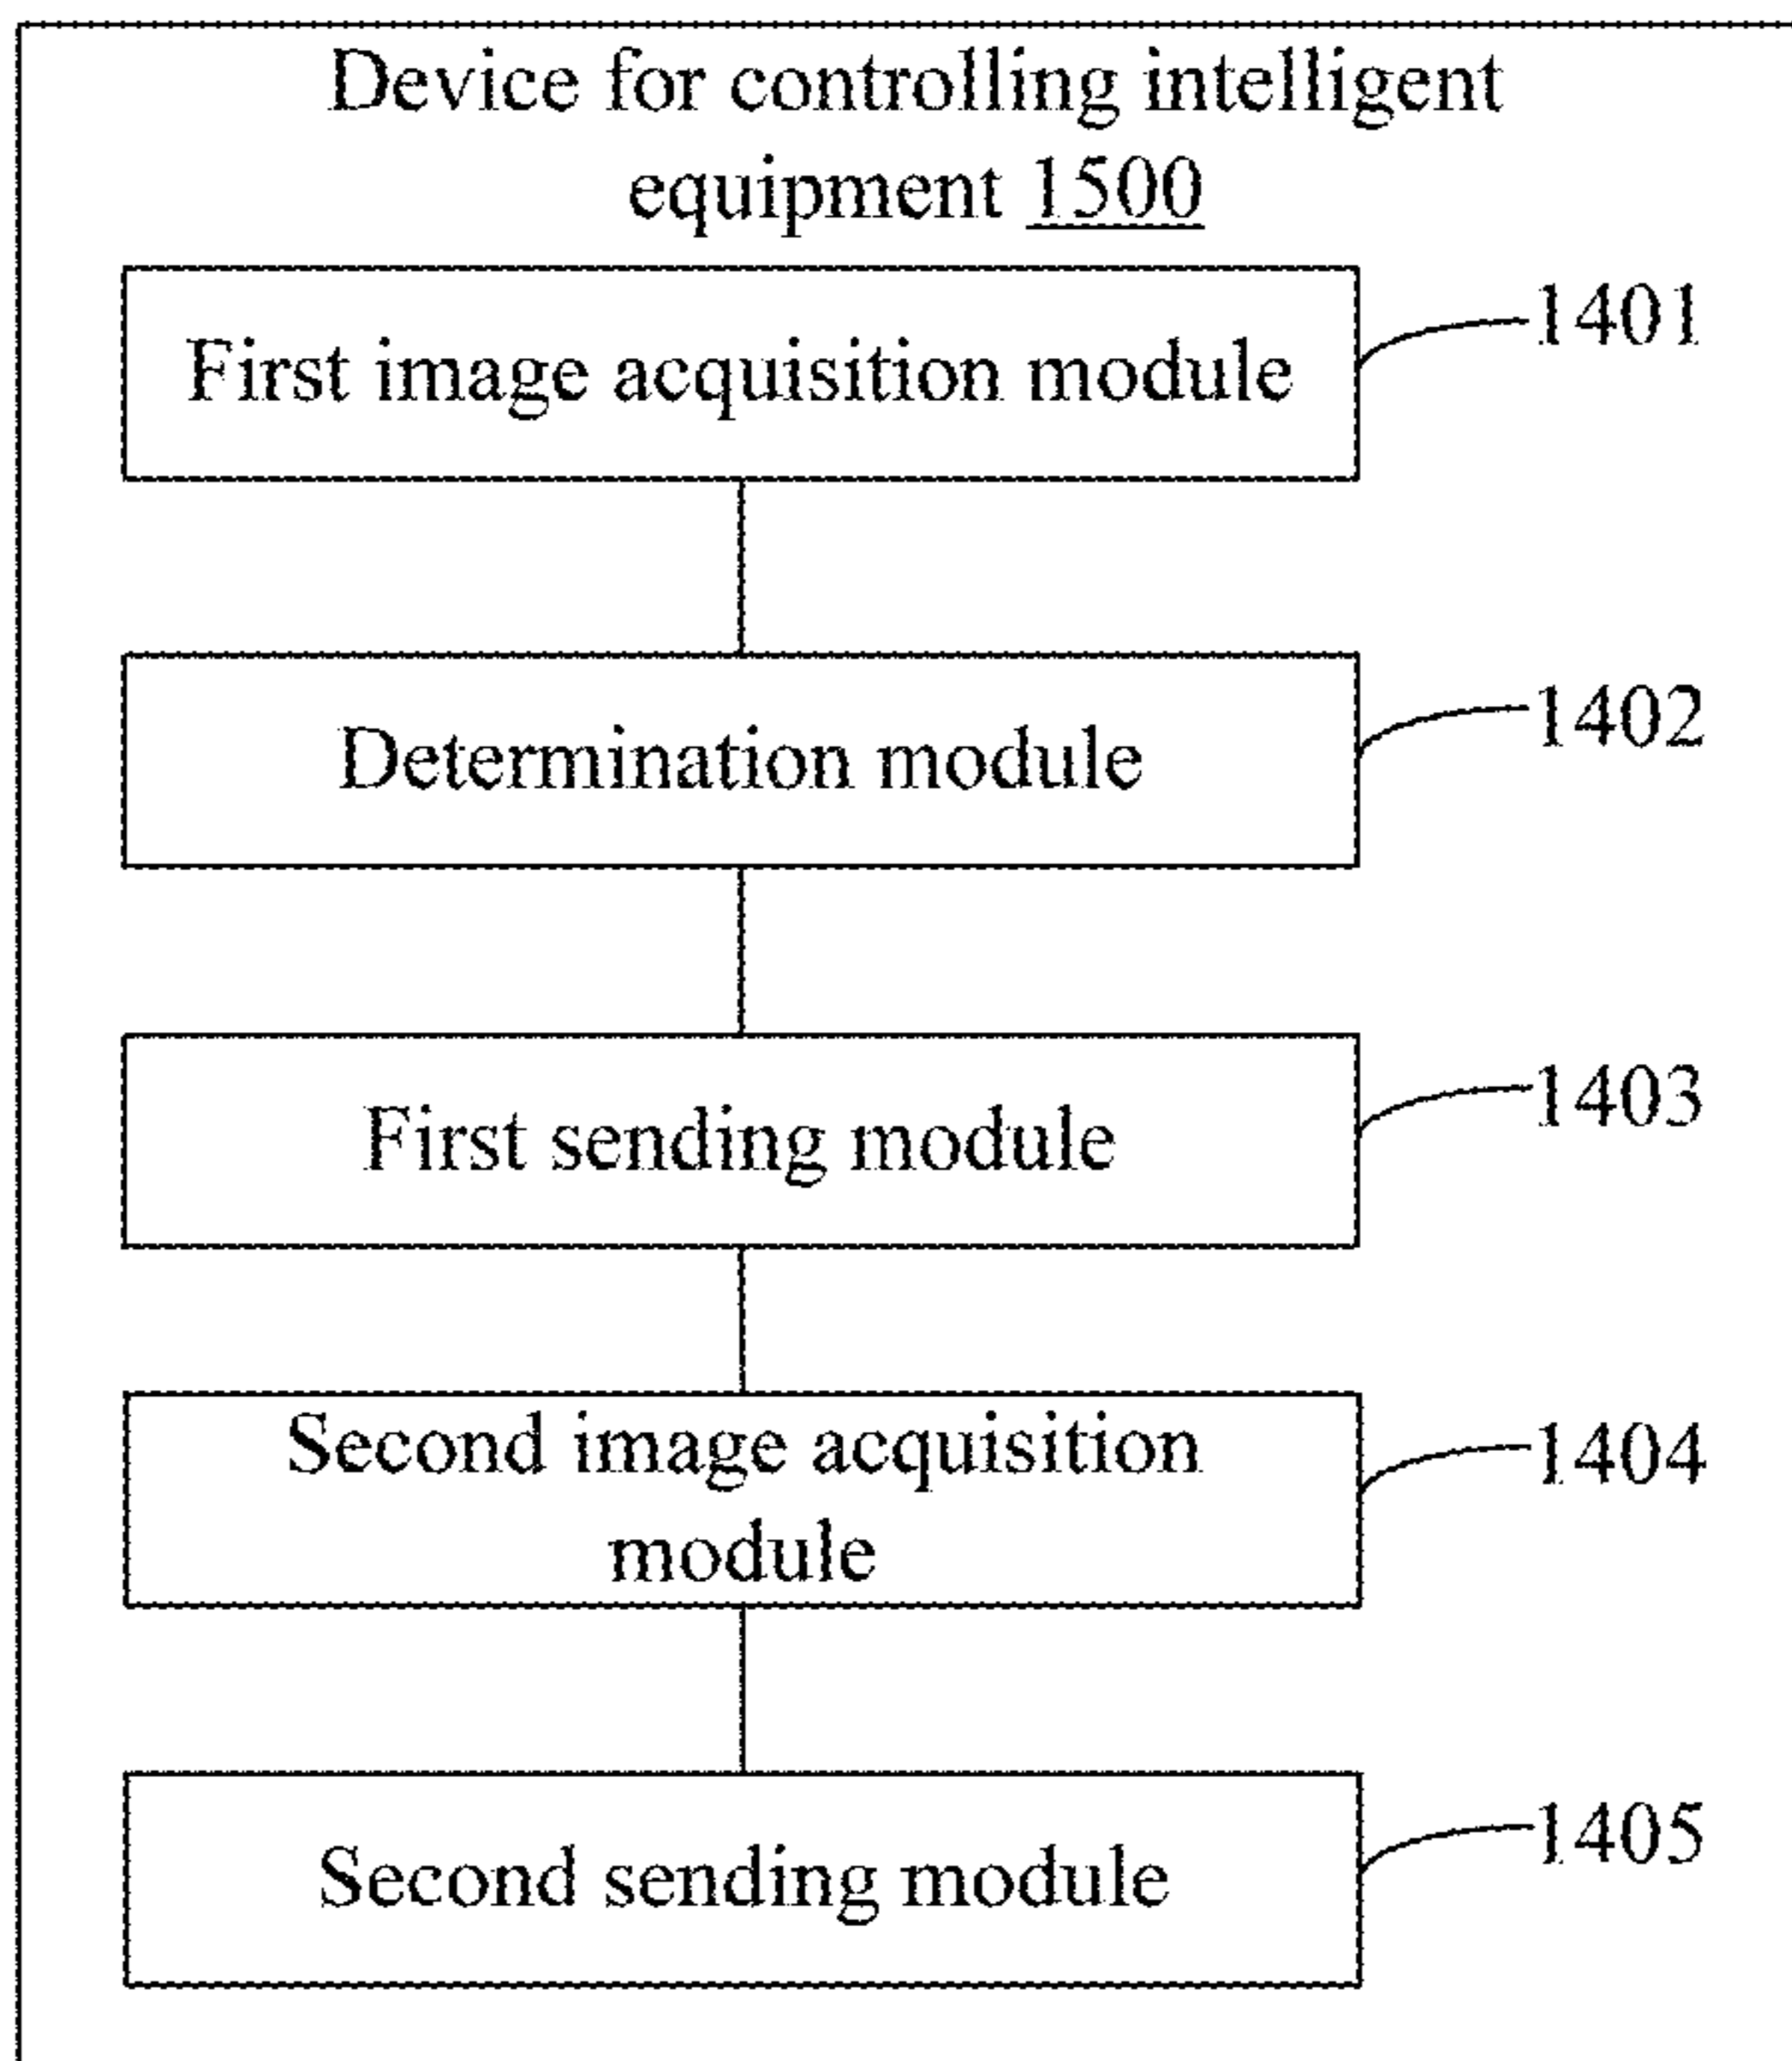 Device for controlling intelligent
equipment 1500
First image acquisition module
1401
Determination module
1402
First sending module
1403
Second image acquisition
module
1404
Second sending module
1405